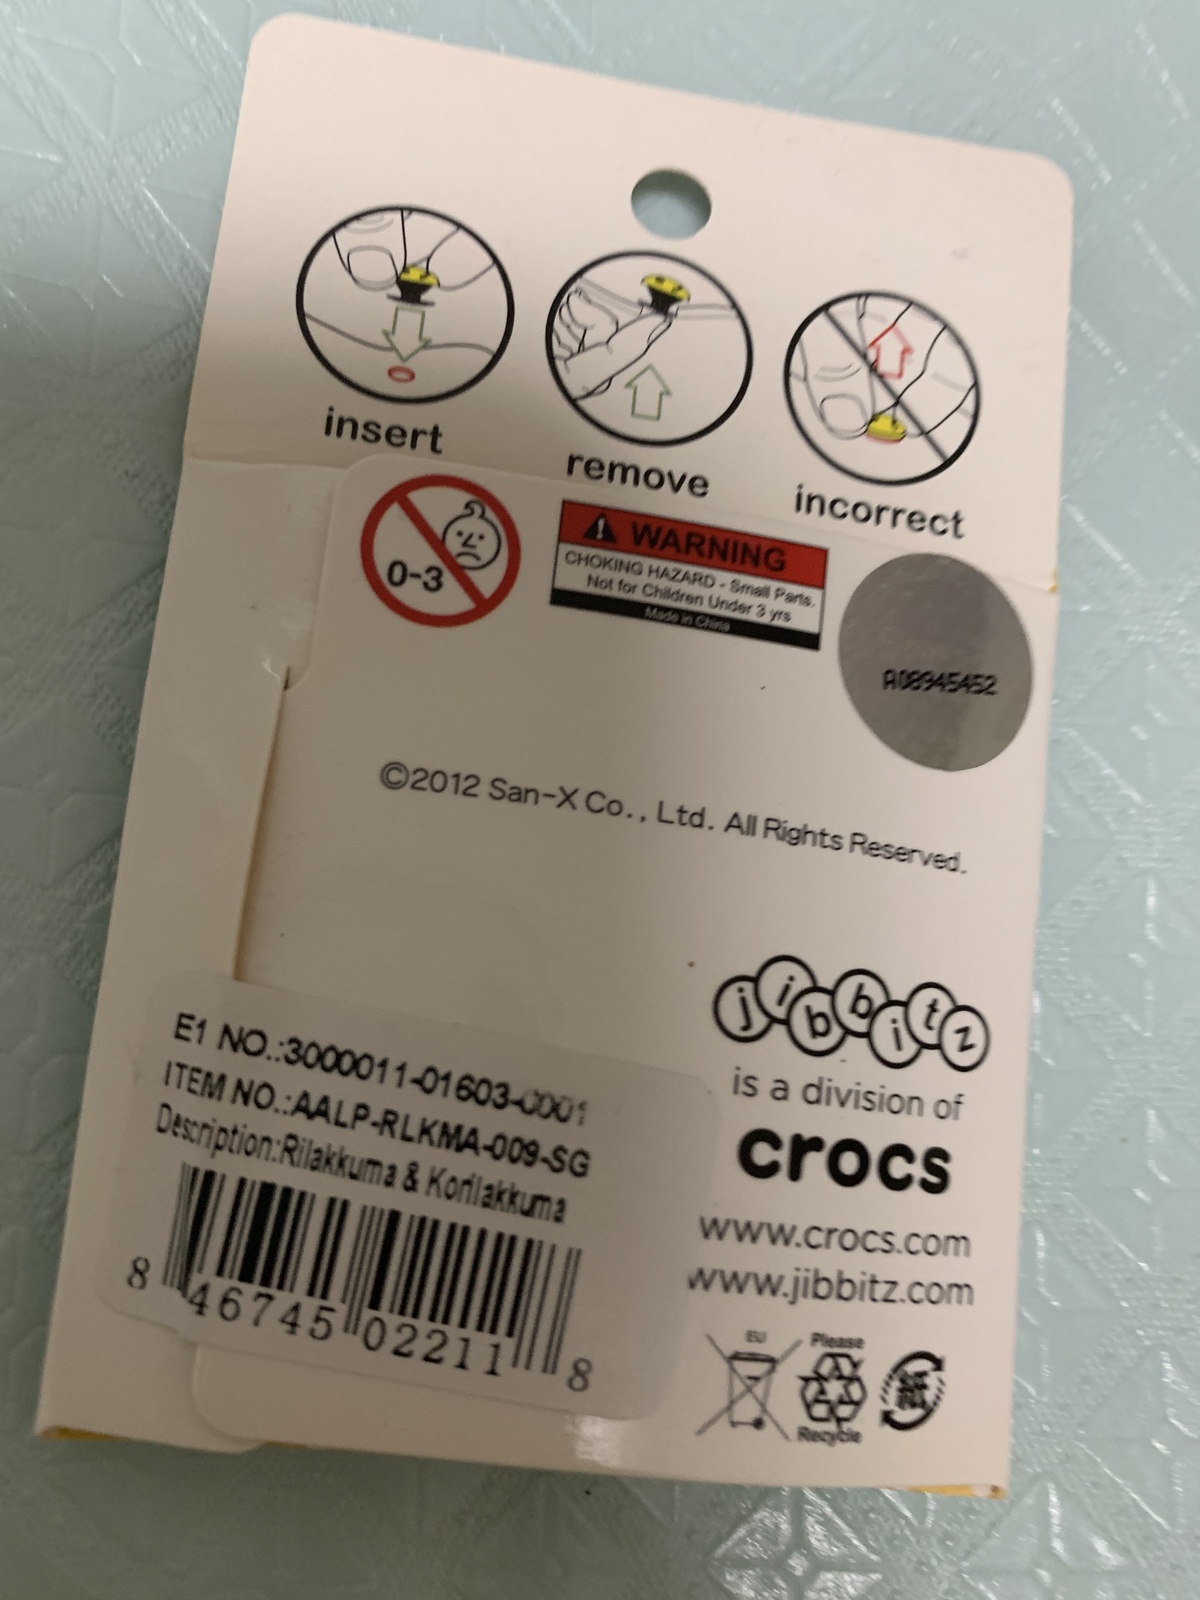 insert
remove
incorrect
0-3
WARNING
CHOKING HAZARD - Small Parts.
Not for Children Under 3 yrs
Made in China
A08945452
©2012 San-X Co., Ltd. All Rights Reserved.
jibbitz
is a division of
crocs
www.crocs.com
www.jibbitz.com
E1 NO.:3000011-01603-0001
ITEM NO.:AALP-RLKMA-009-SG
Description:Rilakkuma & Korilakkuma
8 46745 02211 8
EU
Please
Recycle
紙